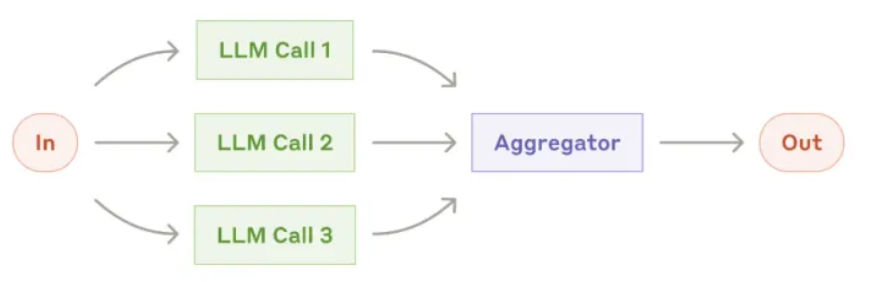 LLM Call 1
In
LLM Call 2
Aggregator
Out
LLM Call 3